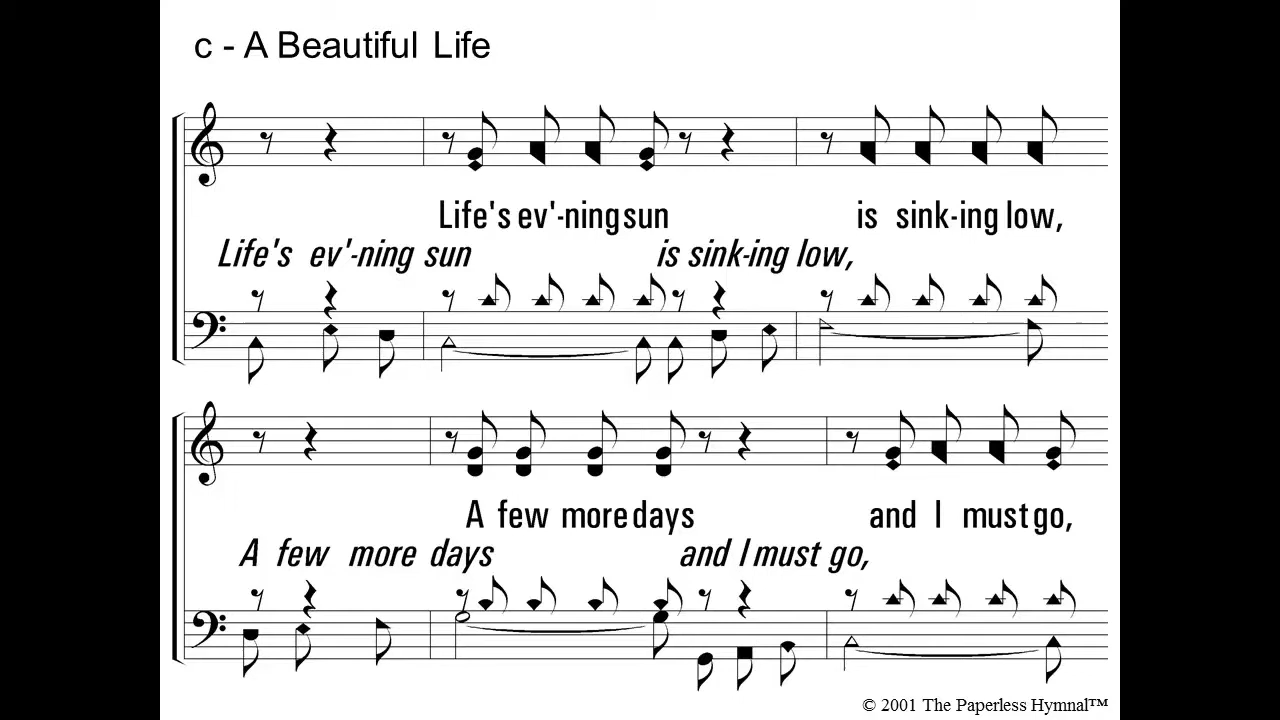 c - A Beautiful Life
Life's ev'-ning sun is sink-ing low,
Life's ev'-ning sun is sink-ing low,
A few more days and I must go,
A few more days and I must go,
© 2001 The Paperless Hymnal™